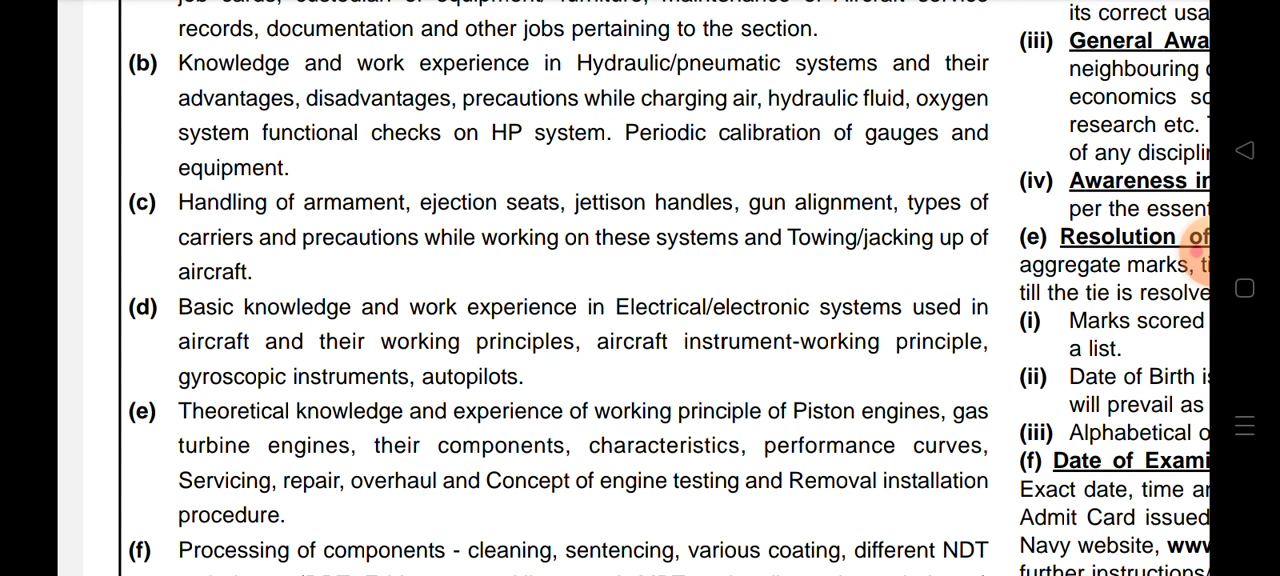 records, documentation and other jobs pertaining to the section.
(b) Knowledge and work experience in Hydraulic/pneumatic systems and their
advantages, disadvantages, precautions while charging air, hydraulic fluid, oxygen
system functional checks on HP system. Periodic calibration of gauges and
equipment.
(c) Handling of armament, ejection seats, jettison handles, gun alignment, types of
carriers and precautions while working on these systems and Towing/jacking up of
aircraft.
(d) Basic knowledge and work experience in Electrical/electronic systems used in
aircraft and their working principles, aircraft instrument-working principle,
gyroscopic instruments, autopilots.
(e) Theoretical knowledge and experience of working principle of Piston engines, gas
turbine engines, their components, characteristics, performance curves,
Servicing, repair, overhaul and Concept of engine testing and Removal installation
procedure.
(f) Processing of components - cleaning, sentencing, various coating, different NDT
its correct usa
(iii) General Awa
neighbouring
economics
research etc.
of any discipli
(iv) Awareness in
per the essent
(e) Resolution of
aggregate marks,
till the tie is resolve
(i) Marks scored
a list.
(ii) Date of Birth
will prevail as
(iii) Alphabetical
(f) Date of Exami
Exact date, time
Admit Card issued
Navy website, www
further instructions/